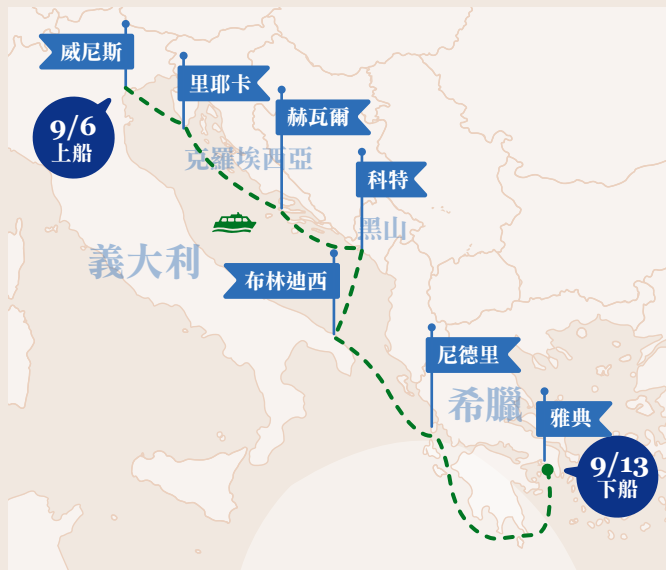 威尼斯
里耶卡
9/6
上船
赫瓦爾
克羅埃西亞
科特
黑山
義大利
布林迪西
尼德里
希臘
雅典
9/13
下船